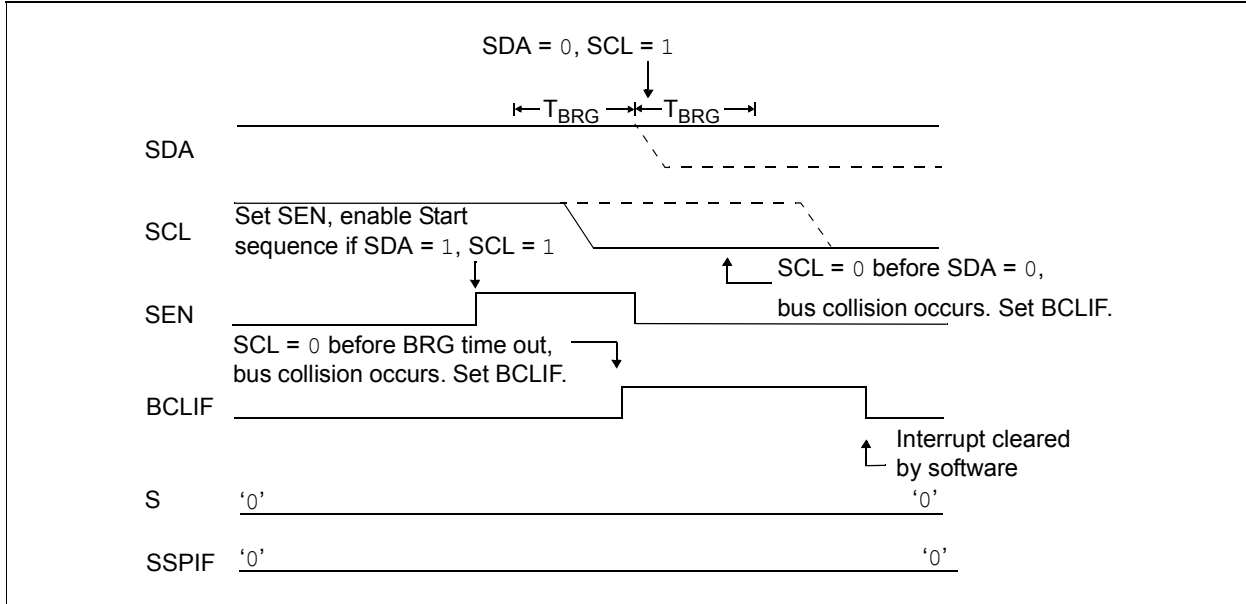 SDA = 0, SCL = 1
TBRG TBRG
SDA
SCL
Set SEN, enable Start
sequence if SDA = 1, SCL = 1
SCL = 0 before SDA = 0,
bus collision occurs. Set BCLIF.
SEN
SCL = 0 before BRG time out,
bus collision occurs. Set BCLIF.
BCLIF
Interrupt cleared
by software
S ‘0’ ‘0’
SSPIF ‘0’ ‘0’